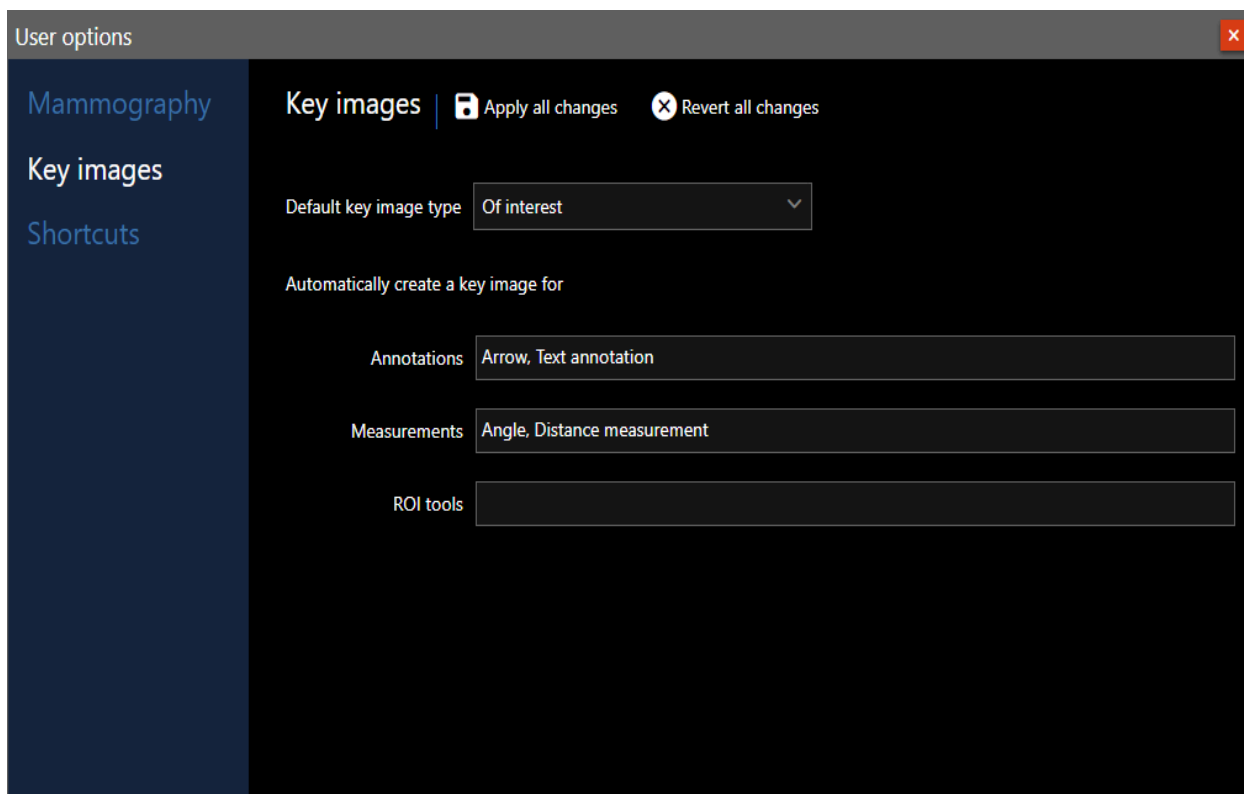 User options
Mammography
Key images
Shortcuts
Key images
Apply all changes
Revert all changes
Default key image type
Of interest
Automatically create a key image for
Annotations
Arrow, Text annotation
Measurements
Angle, Distance measurement
ROI tools